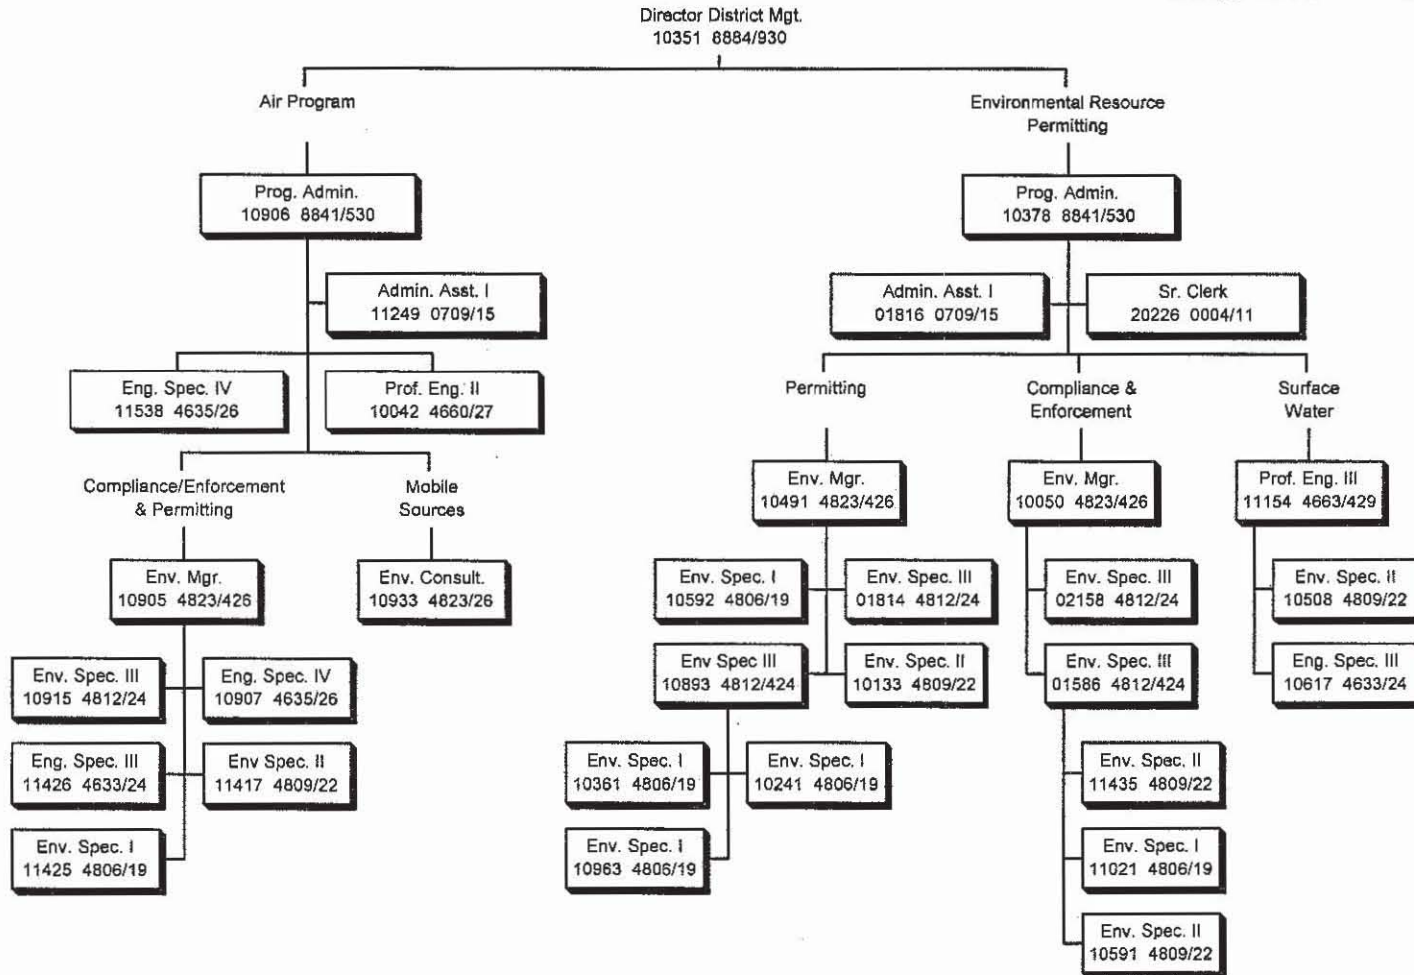 Director District Mgt.
10351 8884/930
Air Program
Environmental Resource
Permitting
Prog. Admin.
10906 8841/530
Prog. Admin.
10378 8841/530
Admin. Asst. I
11249 0709/15
Admin. Asst. I
01816 0709/15
Sr. Clerk
20226 0004/11
Eng. Spec. IV
11538 4635/26
Prof. Eng. II
10042 4660/27
Permitting
Compliance &
Enforcement
Surface
Water
Compliance/Enforcement
& Permitting
Mobile
Sources
Env. Mgr.
10491 4823/426
Env. Mgr.
10050 4823/426
Prof. Eng. III
11154 4663/429
Env. Mgr.
10905 4823/426
Env. Consult.
10933 4823/26
Env. Spec. I
10592 4806/19
Env. Spec. III
01814 4812/24
Env. Spec. III
02158 4812/24
Env. Spec. II
10508 4809/22
Env. Spec. III
10915 4812/24
Eng. Spec. IV
10907 4635/26
Env Spec III
10893 4812/424
Env. Spec. II
10133 4809/22
Env. Spec. III
01586 4812/424
Eng. Spec. III
10617 4633/24
Eng. Spec. III
11426 4633/24
Env Spec. II
11417 4809/22
Env. Spec. I
10361 4806/19
Env. Spec. I
10241 4806/19
Env. Spec. II
11435 4809/22
Env. Spec. I
11425 4806/19
Env. Spec. I
10963 4806/19
Env. Spec. I
11021 4806/19
Env. Spec. II
10591 4809/22